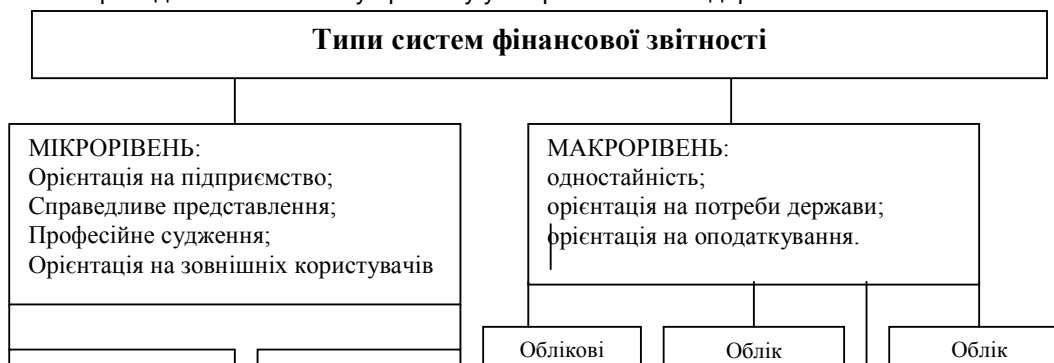 Типи систем фінансової звітності
МІКРОРІВЕНЬ:
Орієнтація на підприємство;
Справедливе представлення;
Професійне судження;
Орієнтація на зовнішніх користувачів
МАКРОРІВЕНЬ:
одностайність;
орієнтація на потреби держави;
орієнтація на оподаткування.
Облікові
Облік
Облік